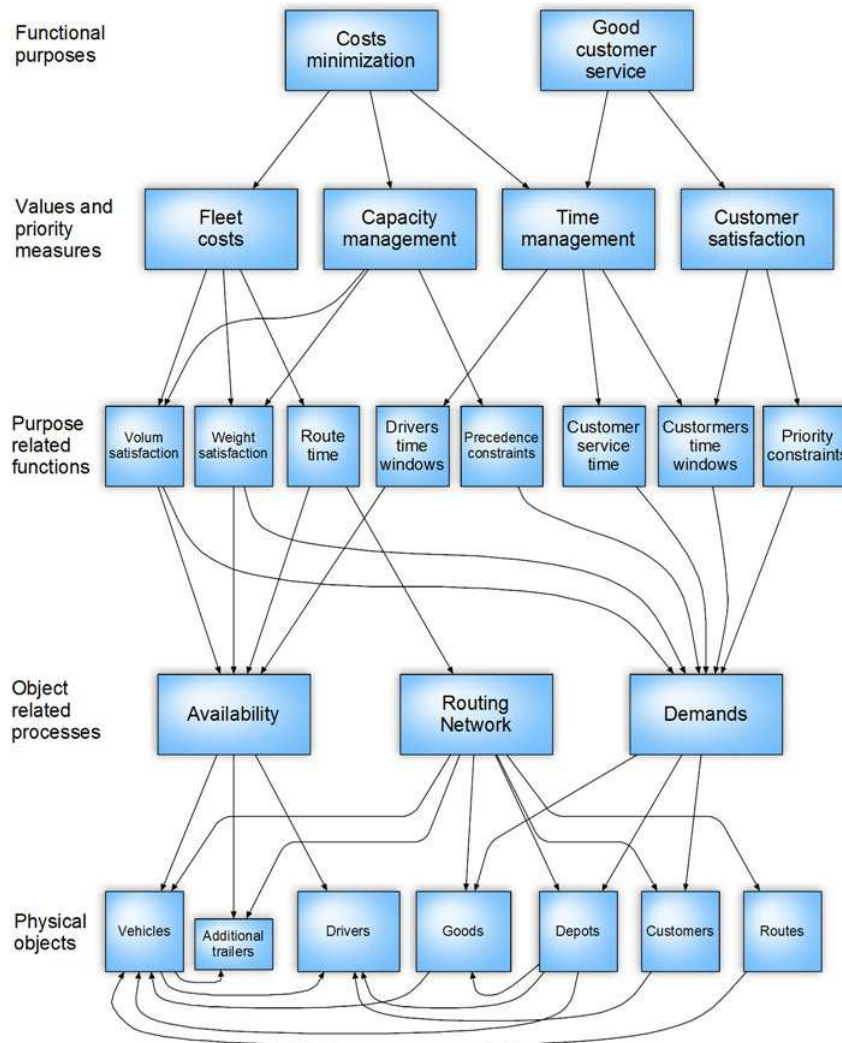 Functional
purposes
Costs
minimization
Good
customer
service
Values and
priority
measures
Fleet
costs
Capacity
management
Time
management
Customer
satisfaction
Purpose
related
functions
Volum
satisfaction
Weight
satisfaction
Route
time
Drivers
time
windows
Precedence
constraints
Customer
service
time
Custormers
time
windows
Priority
constraints
Object
related
processes
Availability
Routing
Network
Demands
Physical
objects
Vehicles
Additional
trailers
Drivers
Goods
Depots
Customers
Routes